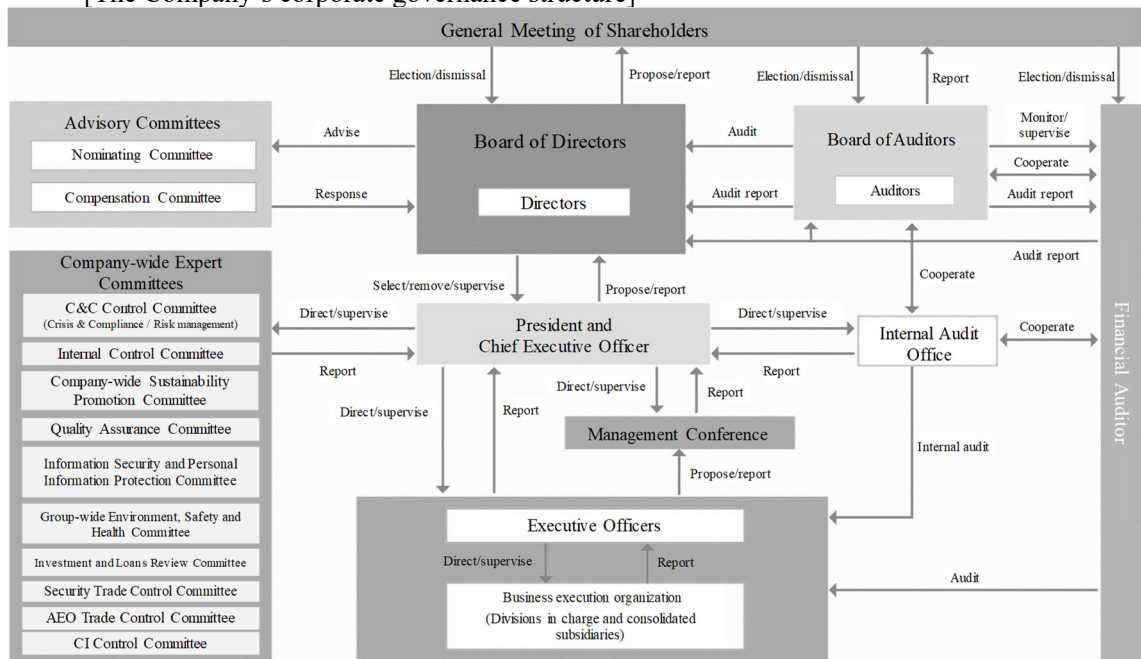 [The Company's corporate governance structure]
General Meeting of Shareholders
Election/dismissal
Propose/report
Election/dismissal
Report
Election/dismissal
Advisory Committees
Nominating Committee
Compensation Committee
Advise
Response
Board of Directors
Directors
Audit
Audit report
Board of Auditors
Auditors
Monitor/
supervise
Cooperate
Audit report
Audit report
Financial Auditor
Company-wide Expert
Committees
C&C Control Committee
(Crisis & Compliance / Risk management)
Internal Control Committee
Company-wide Sustainability
Promotion Committee
Quality Assurance Committee
Information Security and Personal
Information Protection Committee
Group-wide Environment, Safety and
Health Committee
Investment and Loans Review Committee
Security Trade Control Committee
AEO Trade Control Committee
CI Control Committee
Select/remove/supervise
Propose/report
Cooperate
Direct/supervise
Report
President and
Chief Executive Officer
Direct/supervise
Report
Internal Audit
Office
Cooperate
Direct/supervise
Report
Direct/supervise
Report
Management Conference
Propose/report
Internal audit
Executive Officers
Direct/supervise
Report
Business execution organization
(Divisions in charge and consolidated
subsidiaries)
Audit